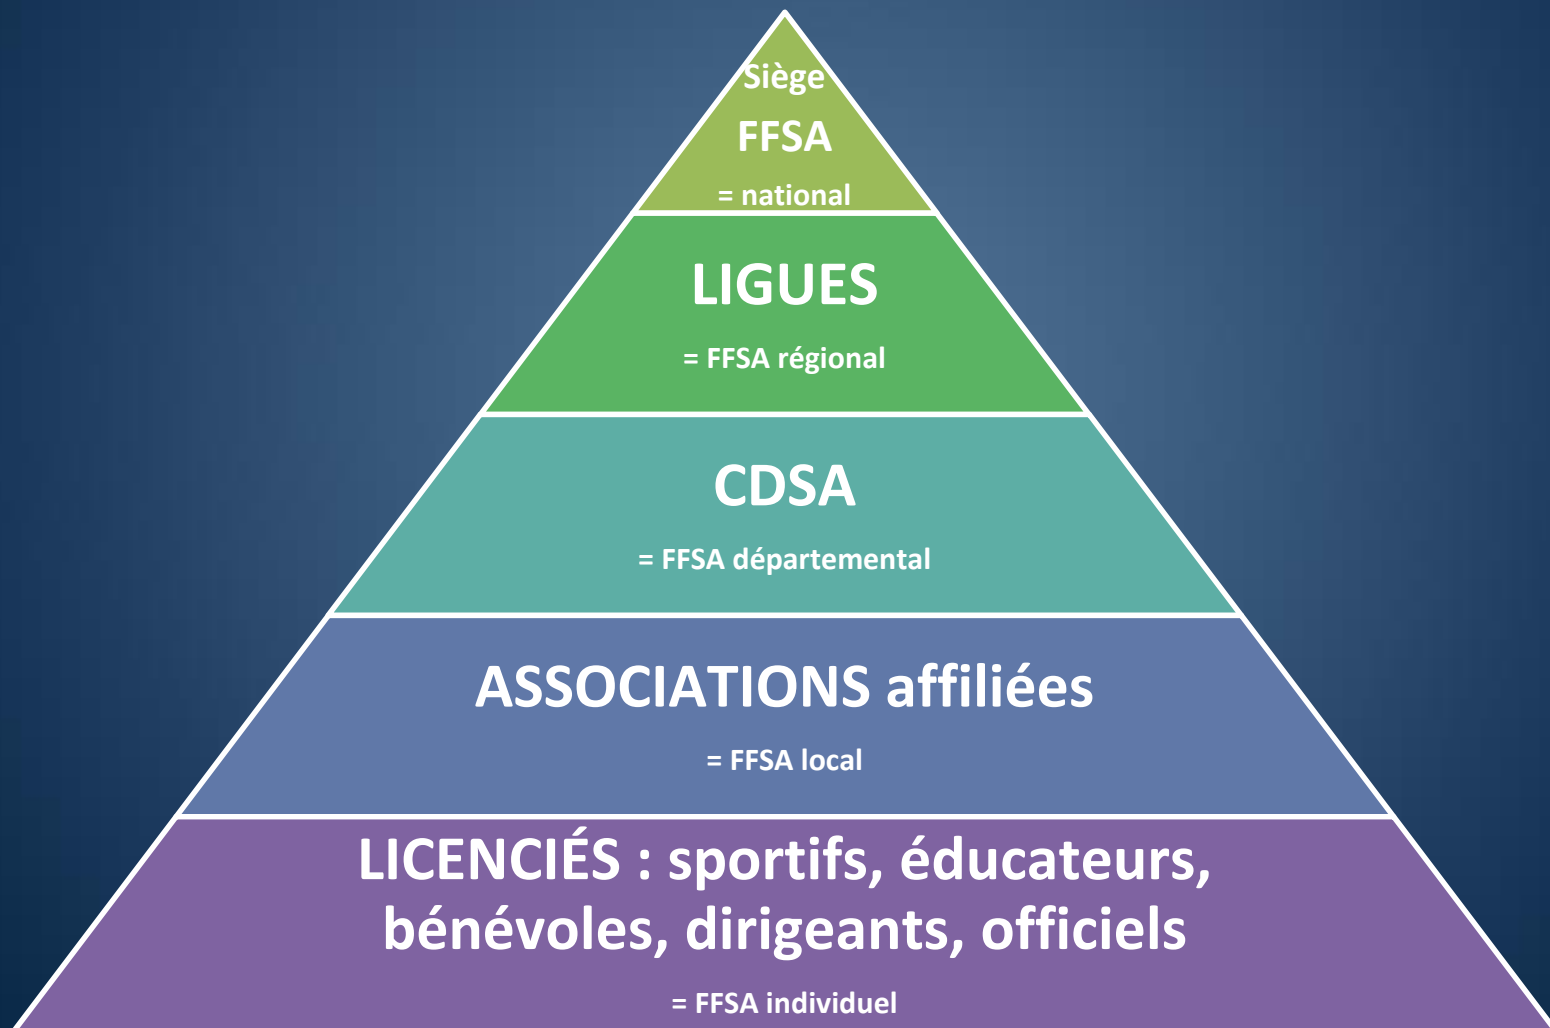 Siège
FFSA
= national
LIGUES
= FFSA régional
CDSA
= FFSA départemental
ASSOCIATIONS affiliées
= FFSA local
LICENCIÉS : sportifs, éducateurs,
bénévoles, dirigeants, officiels
= FFSA individuel